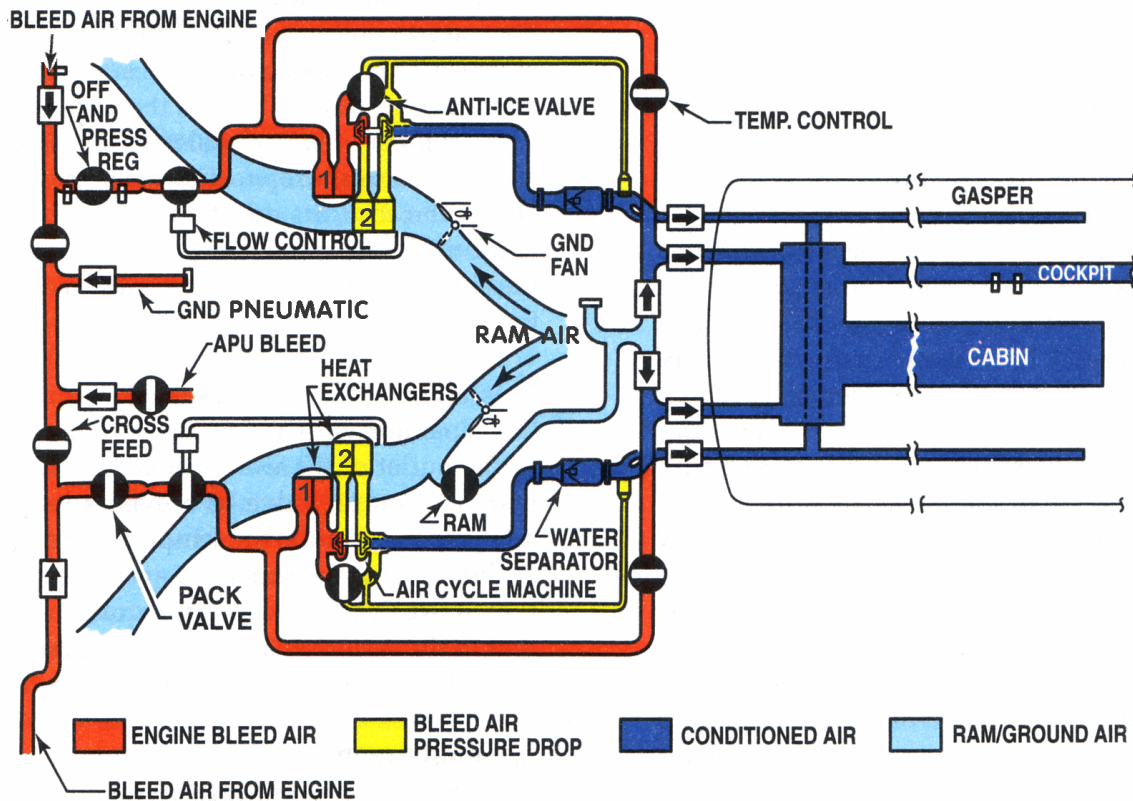 BLEED AIR FROM ENGINE
OFF
AND
PRESS
REG
ANTI-ICE VALVE
TEMP. CONTROL
1
2
GASPER
FLOW CONTROL
GND
FAN
COCKPIT
GND PNEUMATIC
RAM AIR
APU BLEED
HEAT
EXCHANGERS
CABIN
CROSS
FEED
2
1
RAM
WATER
SEPARATOR
AIR CYCLE MACHINE
PACK
VALVE
ENGINE BLEED AIR
BLEED AIR
PRESSURE DROP
CONDITIONED AIR
RAM/GROUND AIR
BLEED AIR FROM ENGINE